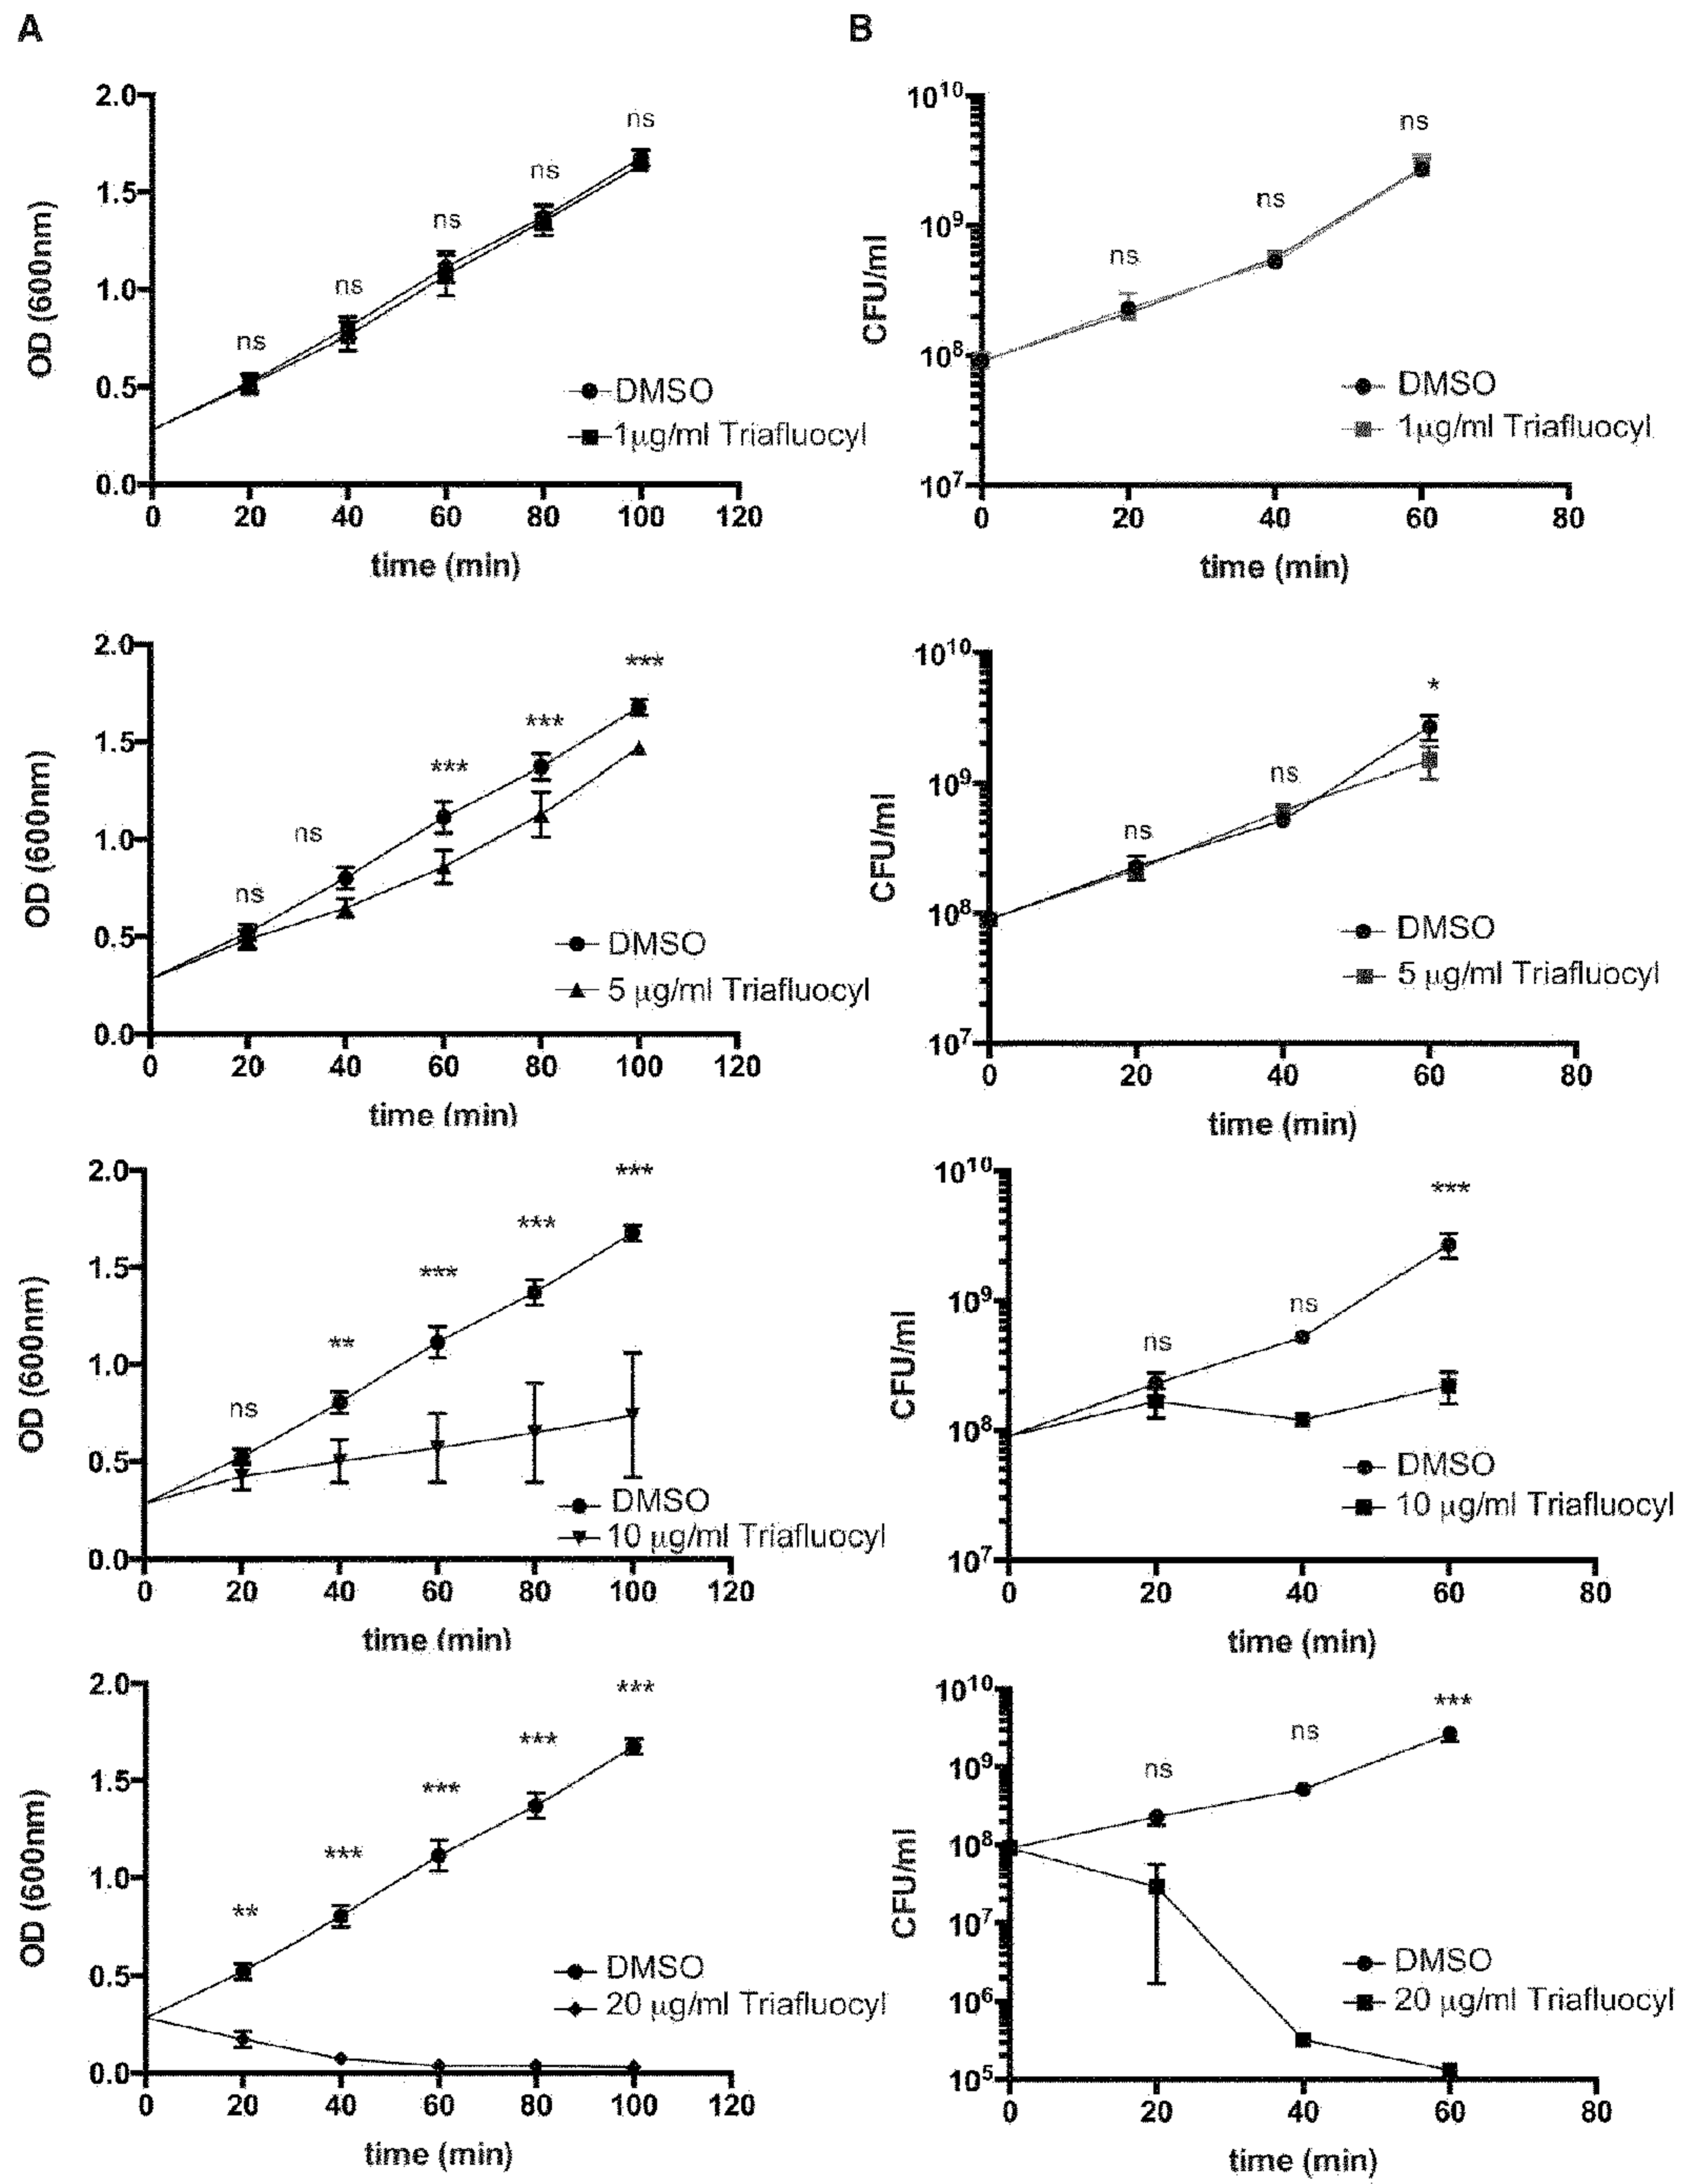 A
B
2.0
1.5
1.0
0.5
0.0
OD (600nm)
ns
ns
ns
ns
ns
DMSO
1µg/ml Triafluocyl
0 20 40 60 80 100 120
time (min)
10^10
10^9
10^8
10^7
CFU/ml
ns
ns
ns
DMSO
1µg/ml Triafluocyl
0 20 40 60 80
time (min)
2.0
1.5
1.0
0.5
0.0
OD (600nm)
ns
ns
***
***
***
DMSO
5 µg/ml Triafluocyl
0 20 40 60 80 100 120
time (min)
10^10
10^9
10^8
10^7
CFU/ml
ns
ns
*
DMSO
5 µg/ml Triafluocyl
0 20 40 60 80
time (min)
2.0
1.5
1.0
0.5
0.0
OD (600nm)
ns
**
***
***
***
DMSO
10 µg/ml Triafluocyl
0 20 40 60 80 100 120
time (min)
10^10
10^9
10^8
10^7
CFU/ml
ns
ns
***
DMSO
10 µg/ml Triafluocyl
0 20 40 60 80
time (min)
2.0
1.5
1.0
0.5
0.0
OD (600nm)
**
***
***
***
***
DMSO
20 µg/ml Triafluocyl
0 20 40 60 80 100 120
time (min)
10^10
10^9
10^8
10^7
10^6
10^5
CFU/ml
ns
ns
***
DMSO
20 µg/ml Triafluocyl
0 20 40 60 80
time (min)